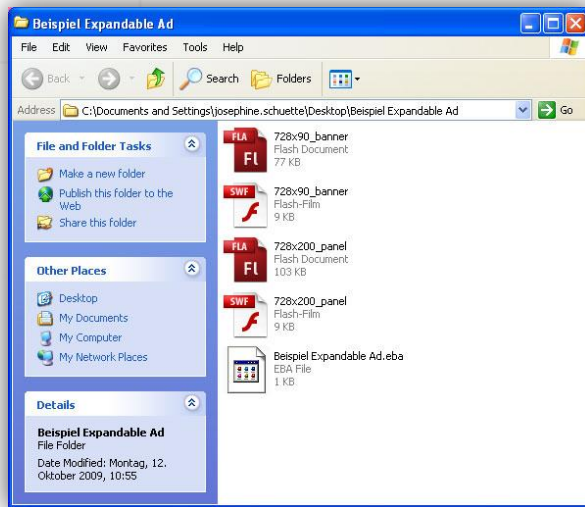 Beispiel Expandable Ad
File Edit View Favorites Tools Help
Back Search Folders
Address C:\Documents and Settings\josephine.schuette\Desktop\Beispiel Expandable Ad Go
File and Folder Tasks
Make a new folder
Publish this folder to the
Web
Share this folder
Other Places
Desktop
My Documents
My Computer
My Network Places
Details
Beispiel Expandable Ad
File Folder
Date Modified: Montag, 12.
Oktober 2009, 10:55
FLA
Fl
728x90_banner
Flash Document
77 KB
SWF
728x90_banner
Flash-Film
9 KB
FLA
Fl
728x200_panel
Flash Document
103 KB
SWF
728x200_panel
Flash-Film
9 KB
Beispiel Expandable Ad.eba
EBA File
1 KB